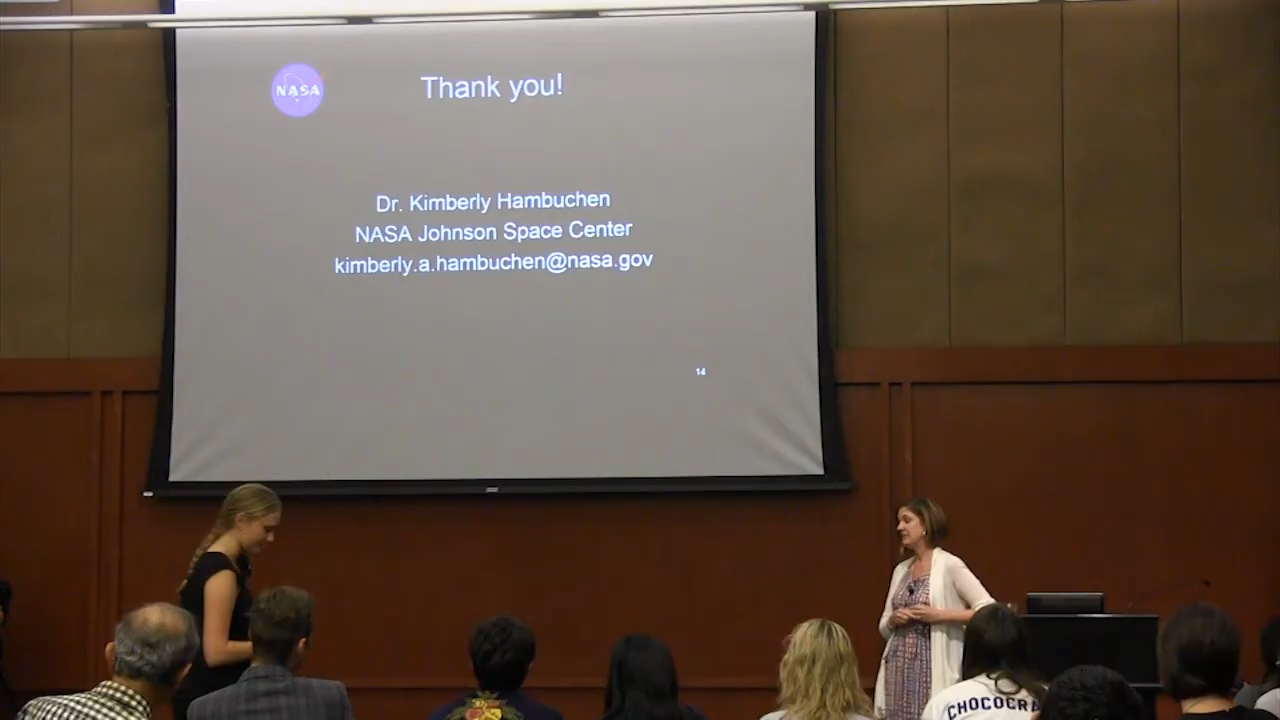 NASA
Thank you!
Dr. Kimberly Hambuchen
NASA Johnson Space Center
kimberly.a.hambuchen@nasa.gov
14